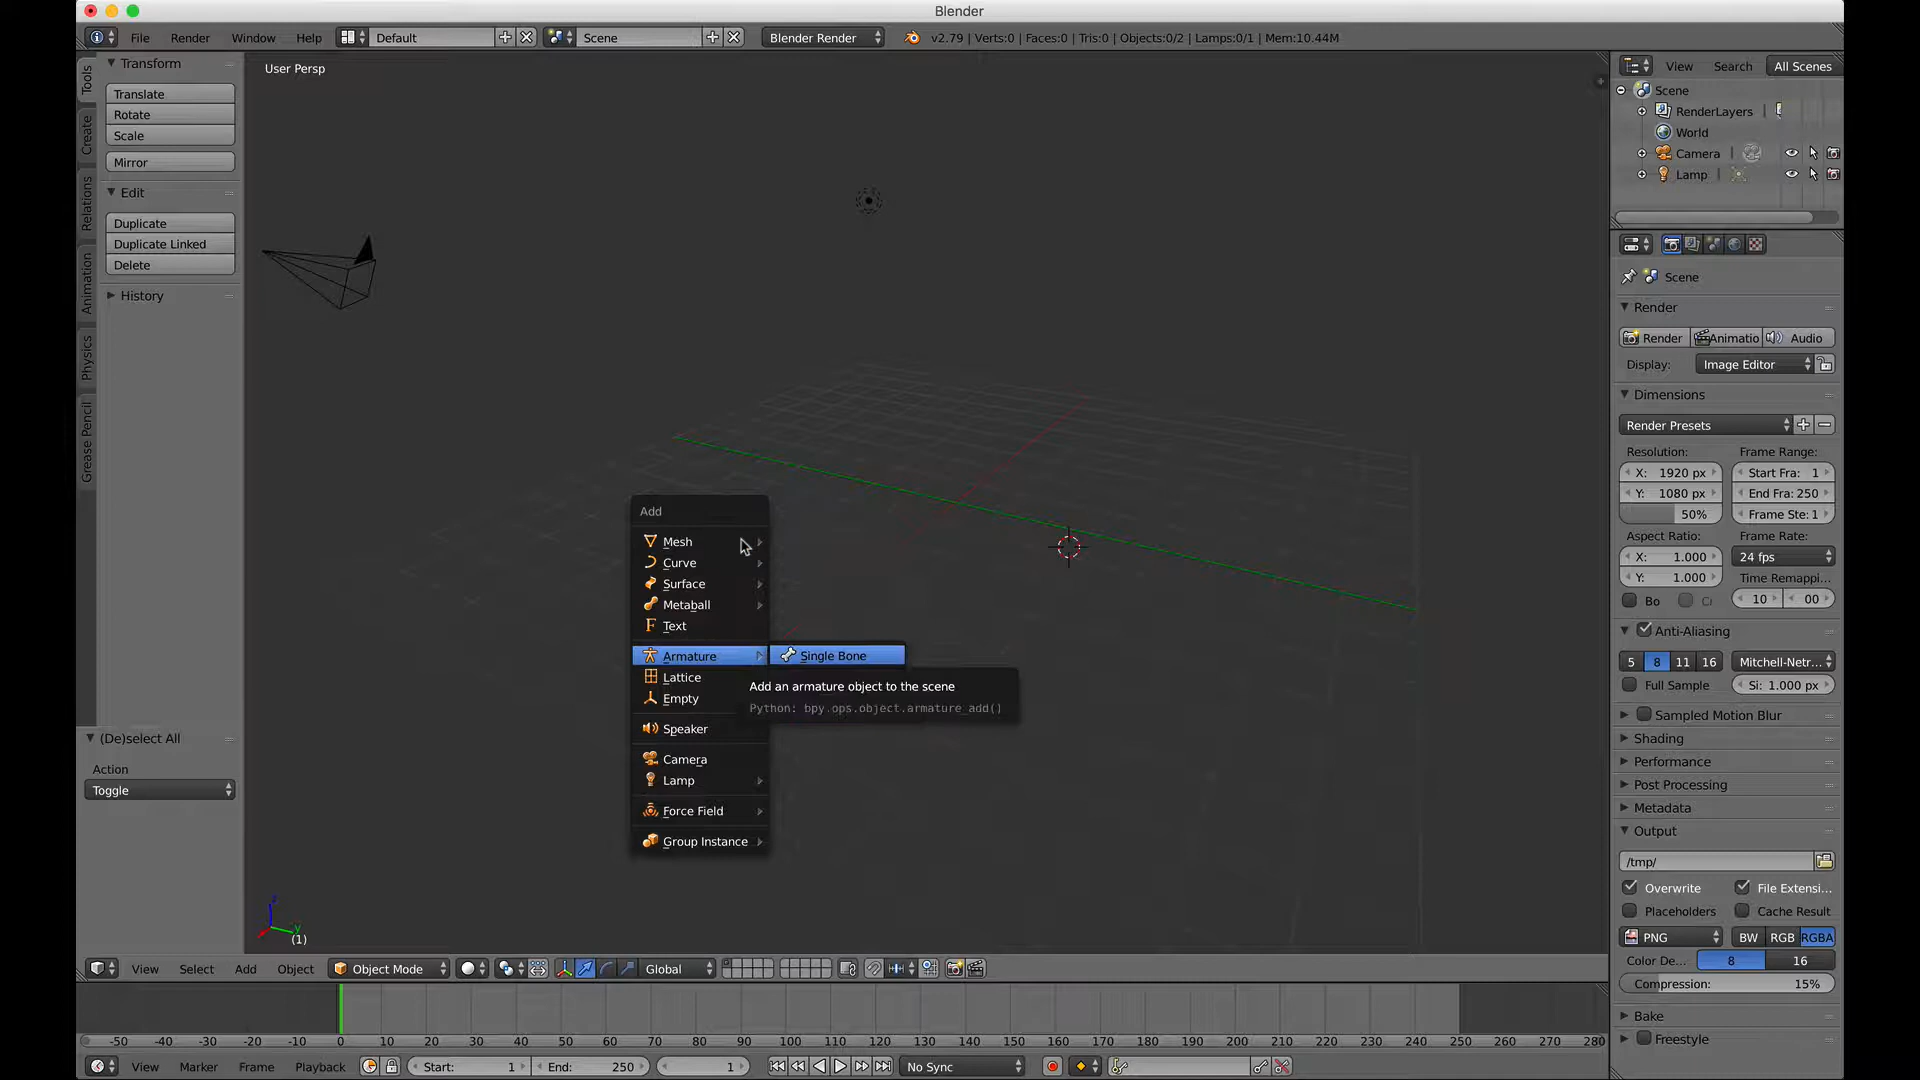 Blender
File Render Window Help Default Scene Blender Render v2.79 | Verts:0 | Faces:0 | Tris:0 | Objects:0/2 | Lamps:0/1 | Mem:10.44M
Tools
Create
Relations
Animation
Physics
Grease Pencil
Transform
Translate
Rotate
Scale
Mirror
Edit
Duplicate
Duplicate Linked
Delete
History
(De)select All
Action
Toggle
User Persp
Add
Mesh
Curve
Surface
Metaball
Text
Armature
Single Bone
Add an armature object to the scene
Python: bpy.ops.object.armature_add()
Lattice
Empty
Speaker
Camera
Lamp
Force Field
Group Instance
z
y
(1)
View Select Add Object Object Mode Global
-50 -40 -30 -20 -10 0 10 20 30 40 50 60 70 80 90 100 110 120 130 140 150 160 170 180 190 200 210 220 230 240 250 260 270 280
View Marker Frame Playback Start: 1 End: 250 1 No Sync
View Search All Scenes
Scene
RenderLayers |
World
Camera |
Lamp |
Scene
Render
Render Animatio Audio
Display: Image Editor
Dimensions
Render Presets
Resolution: Frame Range:
X: 1920 px Start Fra: 1
Y: 1080 px End Fra: 250
50% Frame Ste: 1
Aspect Ratio: Frame Rate:
X: 1.000 24 fps
Y: 1.000 Time Remappi...
Bo Cr 10 00
Anti-Aliasing
5 8 11 16 Mitchell-Netr...
Full Sample Si: 1.000 px
Sampled Motion Blur
Shading
Performance
Post Processing
Metadata
Output
/tmp/
Overwrite File Extensi...
Placeholders Cache Result
PNG BW RGB RGBA
Color De... 8 16
Compression: 15%
Bake
Freestyle